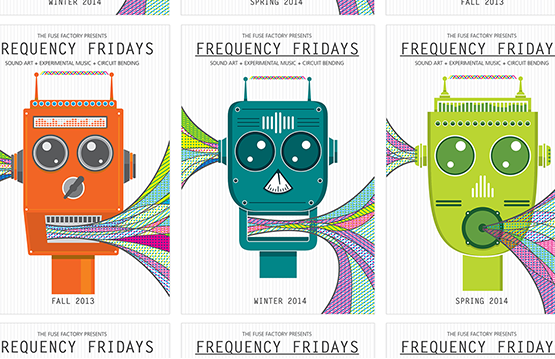 WINTER 2014
SPRING 2014
FALL 2013
THE FUSE FACTORY PRESENTS
REQUENCY FRIDAYS
SOUND ART + EXPERIMENTAL MUSIC + CIRCUIT BENDING
FALL 2013
THE FUSE FACTORY PRESENTS
FREQUENCY FRIDAYS
SOUND ART + EXPERIMENTAL MUSIC + CIRCUIT BENDING
WINTER 2014
THE FUSE FACTORY PRESENTS
FREQUENCY FRIDAY
SOUND ART + EXPERIMENTAL MUSIC + CIRCUIT BENDING
SPRING 2014
THE FUSE FACTORY PRESENTS
REQUENCY FRIDAYS
THE FUSE FACTORY PRESENTS
FREQUENCY FRIDAYS
THE FUSE FACTORY PRESENTS
FREQUENCY FRIDAY